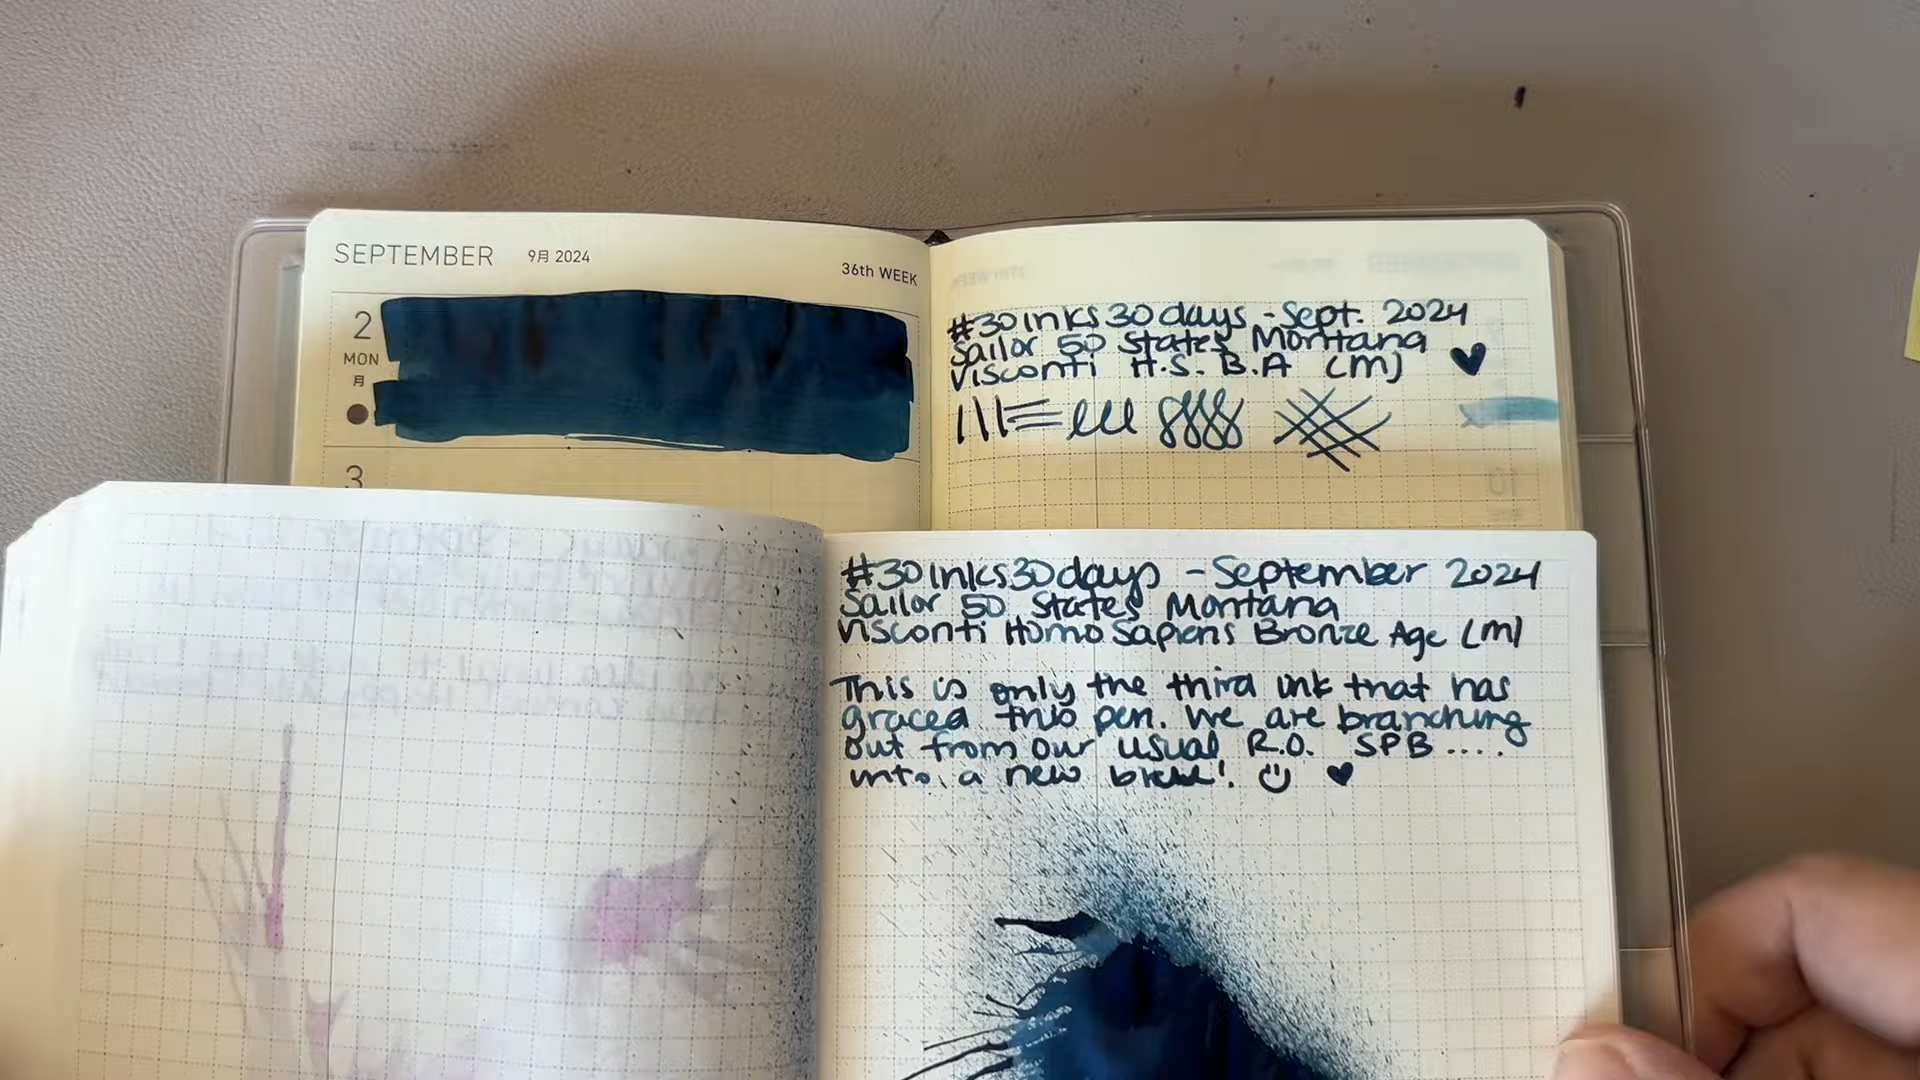 SEPTEMBER 9月 2024
36th WEEK
2
MON
月
3
#30inks30days - Sept. 2024
Sailor 50 States Montana
Visconti H.S.B.A (M)
#30inks30days - September 2024
Sailor 50 States Montana
Visconti Homo Sapiens Bronze Age (M)
This is only the third ink that has
graced this pen. We are branching
out from our usual R.O. SPB ....
into a new blue!